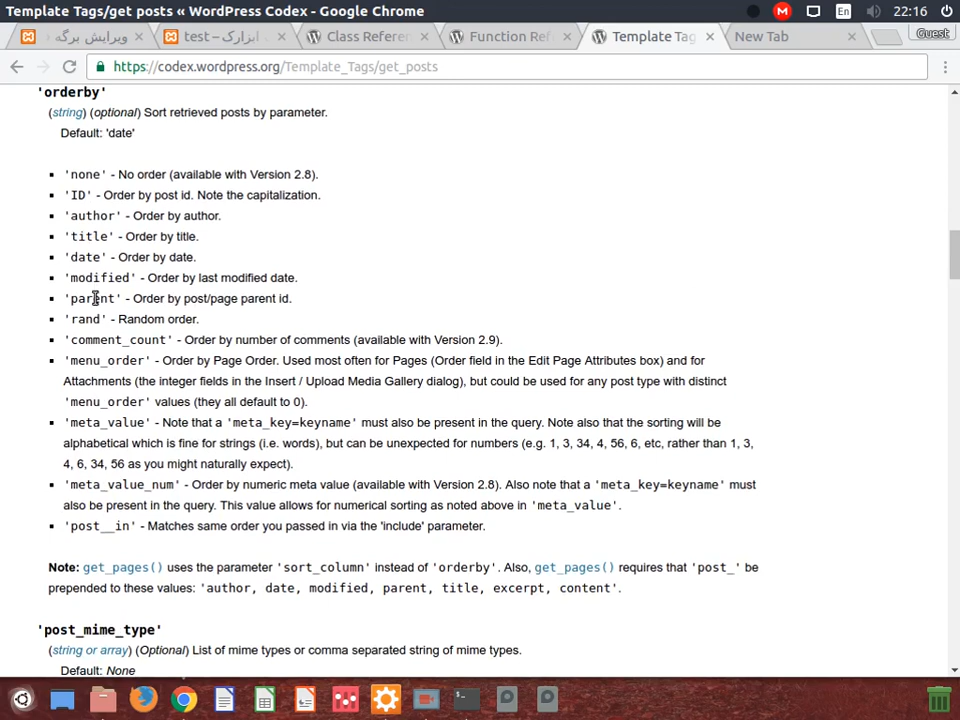 Template Tags/get posts « WordPress Codex - Google Chrome
En
22:16
ویرایش برگه
ابزارک – test
Class Referen
Function Ref
Template Tag
New Tab
Guest
https://codex.wordpress.org/Template_Tags/get_posts
'orderby'
(string) (optional) Sort retrieved posts by parameter.
Default: 'date'
'none' - No order (available with Version 2.8).
'ID' - Order by post id. Note the capitalization.
'author' - Order by author.
'title' - Order by title.
'date' - Order by date.
'modified' - Order by last modified date.
'parent' - Order by post/page parent id.
'rand' - Random order.
'comment_count' - Order by number of comments (available with Version 2.9).
'menu_order' - Order by Page Order. Used most often for Pages (Order field in the Edit Page Attributes box) and for
Attachments (the integer fields in the Insert / Upload Media Gallery dialog), but could be used for any post type with distinct
'menu_order' values (they all default to 0).
'meta_value' - Note that a 'meta_key=keyname' must also be present in the query. Note also that the sorting will be
alphabetical which is fine for strings (i.e. words), but can be unexpected for numbers (e.g. 1, 3, 34, 4, 56, 6, etc, rather than 1, 3,
4, 6, 34, 56 as you might naturally expect).
'meta_value_num' - Order by numeric meta value (available with Version 2.8). Also note that a 'meta_key=keyname' must
also be present in the query. This value allows for numerical sorting as noted above in 'meta_value'.
'post__in' - Matches same order you passed in via the 'include' parameter.
Note: get_pages() uses the parameter 'sort_column' instead of 'orderby'. Also, get_pages() requires that 'post_' be
prepended to these values: 'author, date, modified, parent, title, excerpt, content'.
'post_mime_type'
(string or array) (Optional) List of mime types or comma separated string of mime types.
Default: None